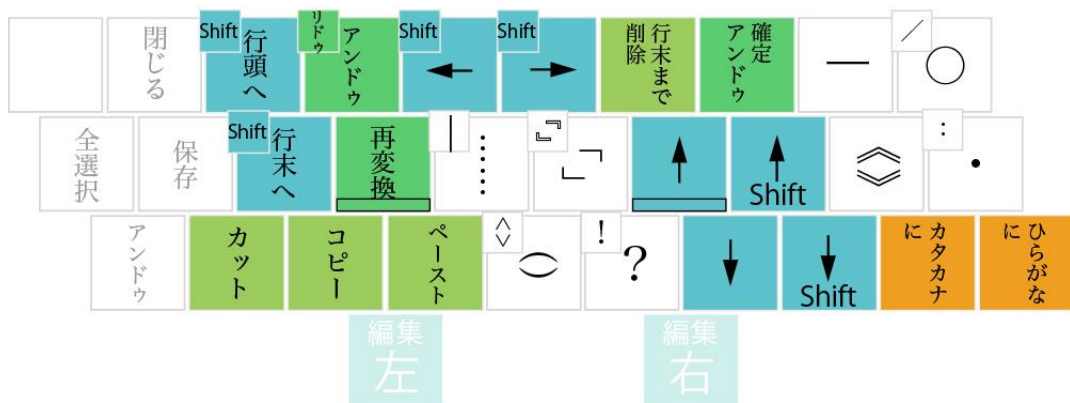 閉じる
Shift
行頭へ
リドゥ
アンドゥ
Shift
←
Shift
→
行末まで
削除
確定
アンドゥ
―
／
○
全選択
保存
Shift
行末へ
再変換
│
……
『』
「」
↑
↑
Shift
《》
：
・
アンドゥ
カット
コピー
ペースト
〈〉
（）
！
？
↓
↓
Shift
カタカナ
に
ひらがな
に
編集
左
編集
右